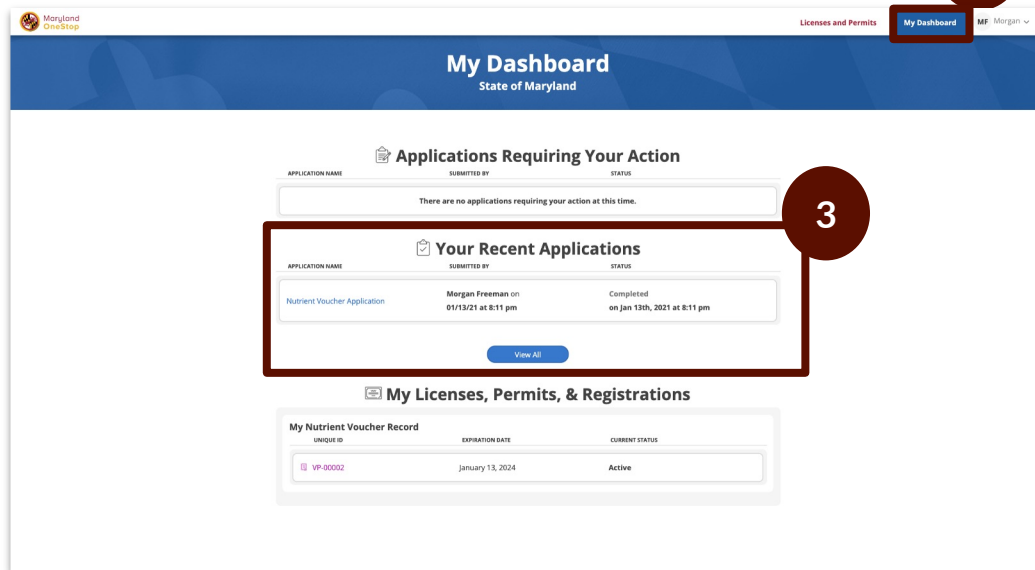 Maryland
OneStop
Licenses and Permits
My Dashboard
MF Morgan
My Dashboard
State of Maryland
Applications Requiring Your Action
APPLICATION NAME SUBMITTED BY STATUS
There are no applications requiring your action at this time.
3
Your Recent Applications
APPLICATION NAME SUBMITTED BY STATUS
Nutrient Voucher Application
Morgan Freeman on
01/13/21 at 8:11 pm
Completed
on Jan 13th, 2021 at 8:11 pm
View All
My Licenses, Permits, & Registrations
My Nutrient Voucher Record
UNIQUE ID EXPIRATION DATE CURRENT STATUS
VP-00002 January 13, 2024 Active